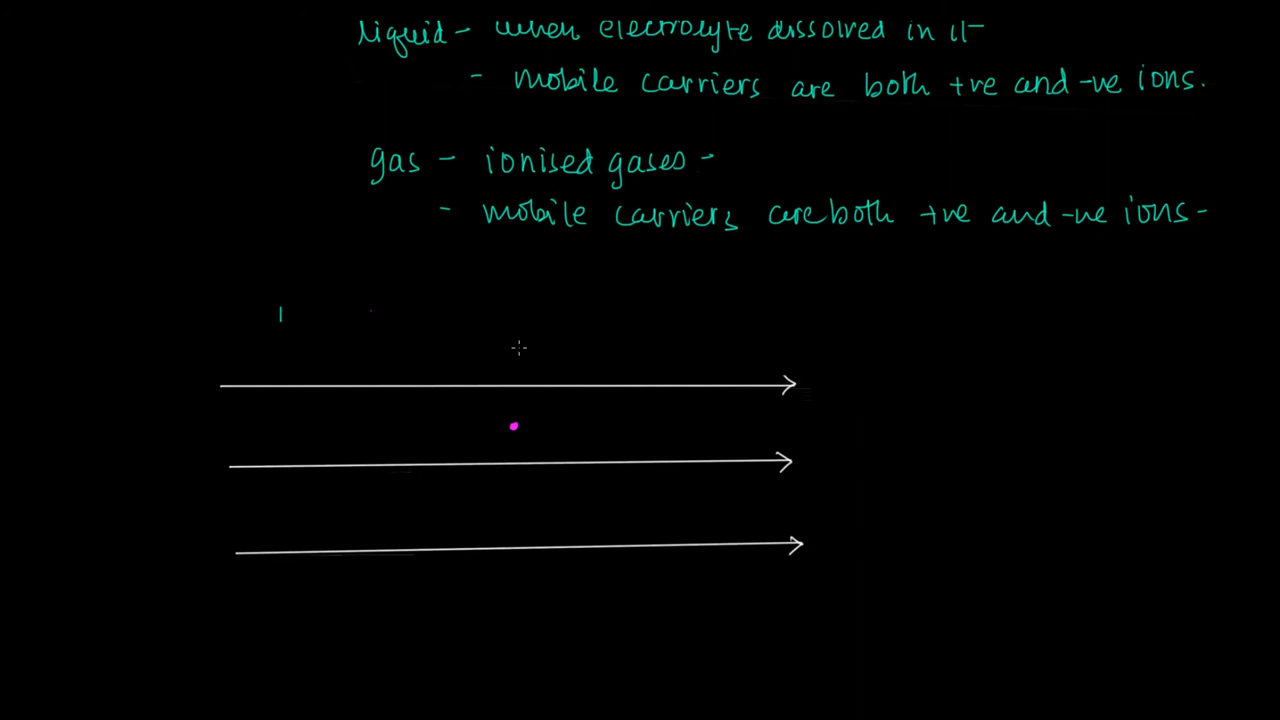 liquid - when electrolyte dissolved in it -
- mobile carriers are both +ve and -ve ions.
gas - ionised gases -
- mobile carriers are both +ve and -ve ions -